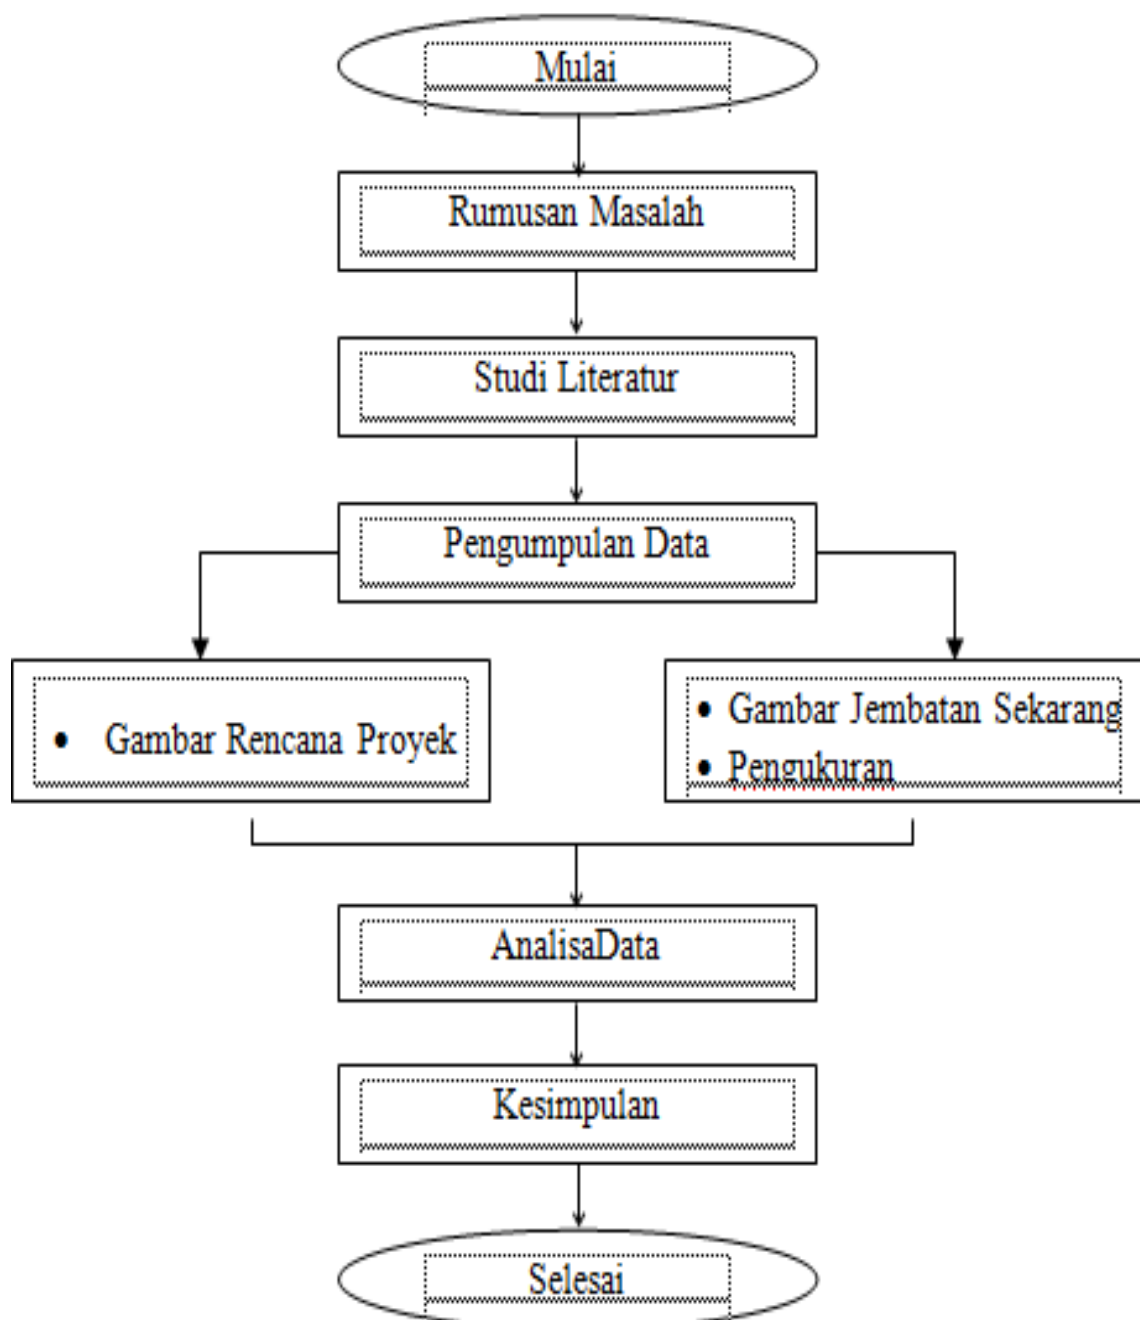 Mulai
Rumusan Masalah
Studi Literatur
Pengumpulan Data
• Gambar Rencana Proyek
• Gambar Jembatan Sekarang
• Pengukuran
AnalisaData
Kesimpulan
Selesai